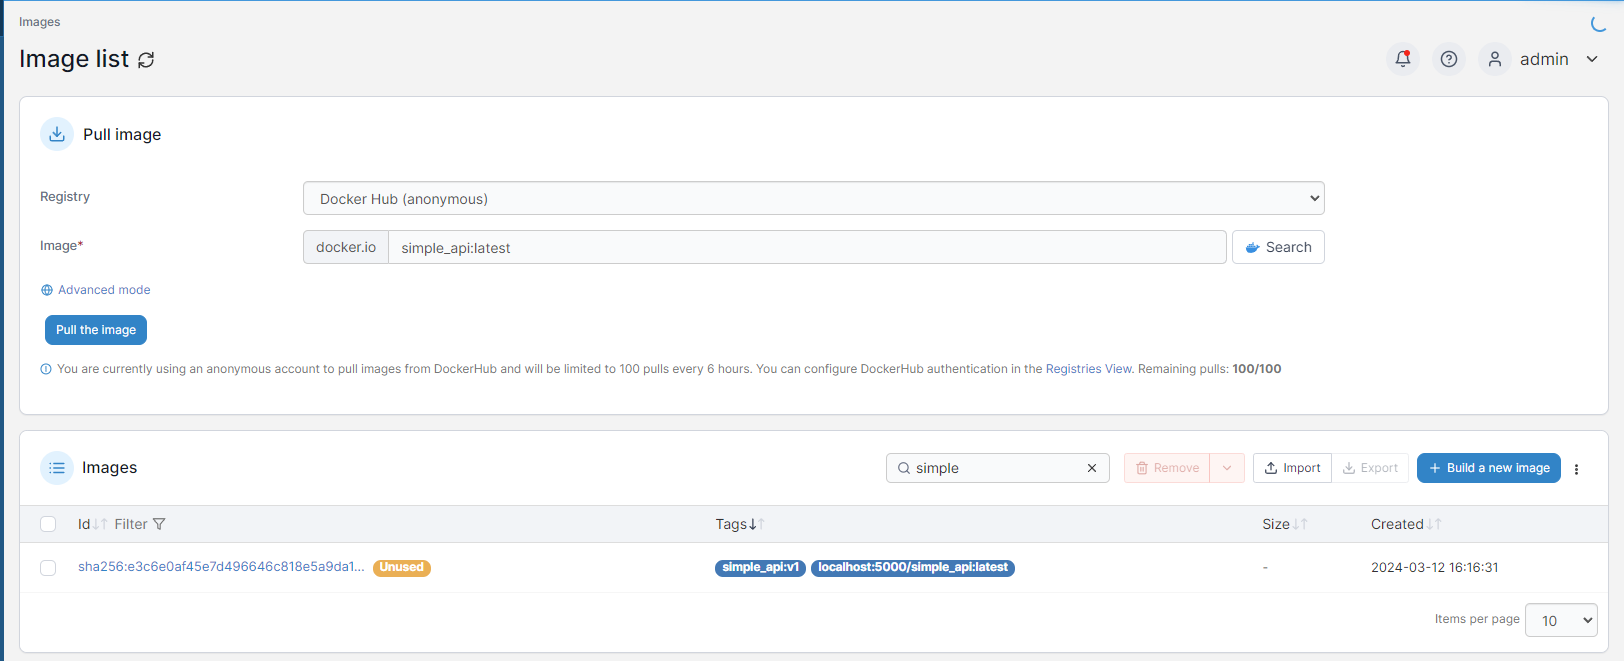 Images
Image list
admin
Pull image
Registry
Docker Hub (anonymous)
Image*
docker.io simple_api:latest Search
Advanced mode
Pull the image
You are currently using an anonymous account to pull images from DockerHub and will be limited to 100 pulls every 6 hours. You can configure DockerHub authentication in the Registries View. Remaining pulls: 100/100
Images simple Remove Import Export + Build a new image
Id Filter Tags Size Created
sha256:e3c6e0af45e7d496646c818e5a9da1... Unused simple_api:v1 localhost:5000/simple_api:latest - 2024-03-12 16:16:31
Items per page 10